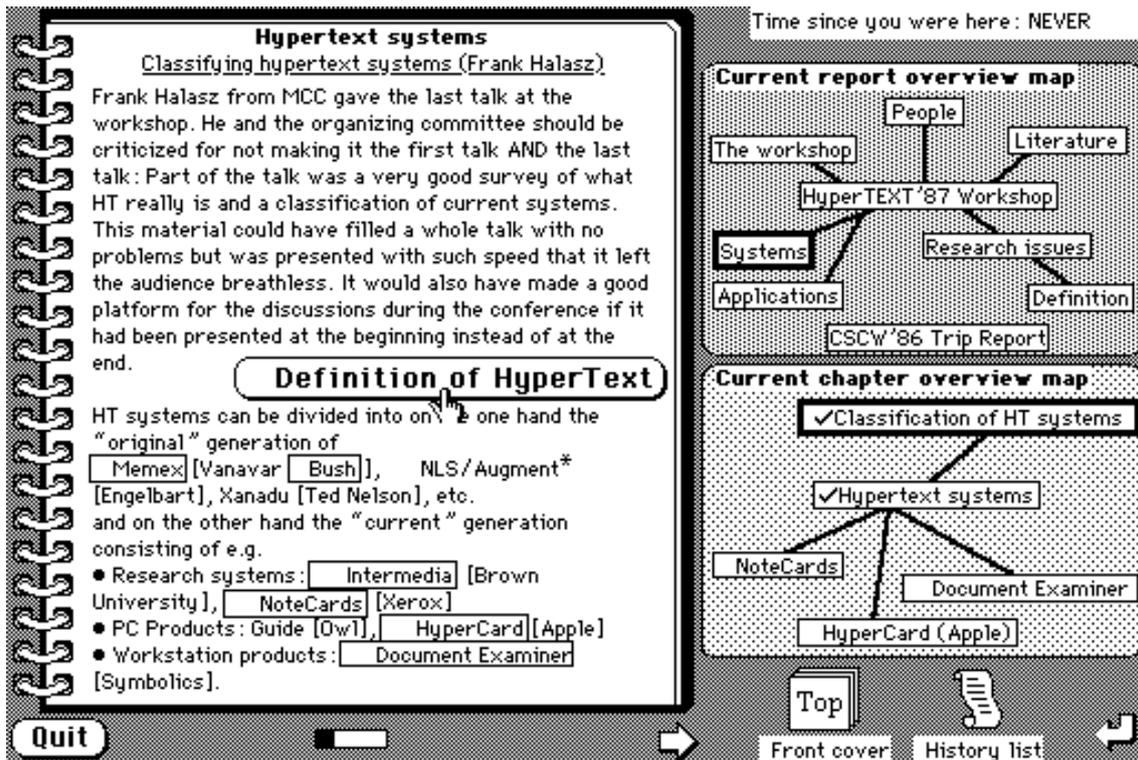 Hypertext systems
Classifying hypertext systems (Frank Halasz)
Frank Halasz from MCC gave the last talk at the
workshop. He and the organizing committee should be
criticized for not making it the first talk AND the last
talk: Part of the talk was a very good survey of what
HT really is and a classification of current systems.
This material could have filled a whole talk with no
problems but was presented with such speed that it left
the audience breathless. It would also have made a good
platform for the discussions during the conference if it
had been presented at the beginning instead of at the
end.
Definition of HyperText
HT systems can be divided into on one hand the
"original" generation of
Memex [Vanavar Bush], NLS/Augment*
[Engelbart], Xanadu [Ted Nelson], etc.
and on the other hand the "current" generation
consisting of e.g.
● Research systems: Intermedia [Brown
University], NoteCards [Xerox]
● PC Products: Guide [Owl], HyperCard [Apple]
● Workstation products: Document Examiner
[Symbolics].
Quit
Time since you were here: NEVER
Current report overview map
People
The workshop
Literature
HyperTEXT'87 Workshop
Systems
Research issues
Applications
Definition
CSCW'86 Trip Report
Current chapter overview map
✓Classification of HT systems
✓Hypertext systems
NoteCards
Document Examiner
HyperCard (Apple)
Top
Front cover
History list